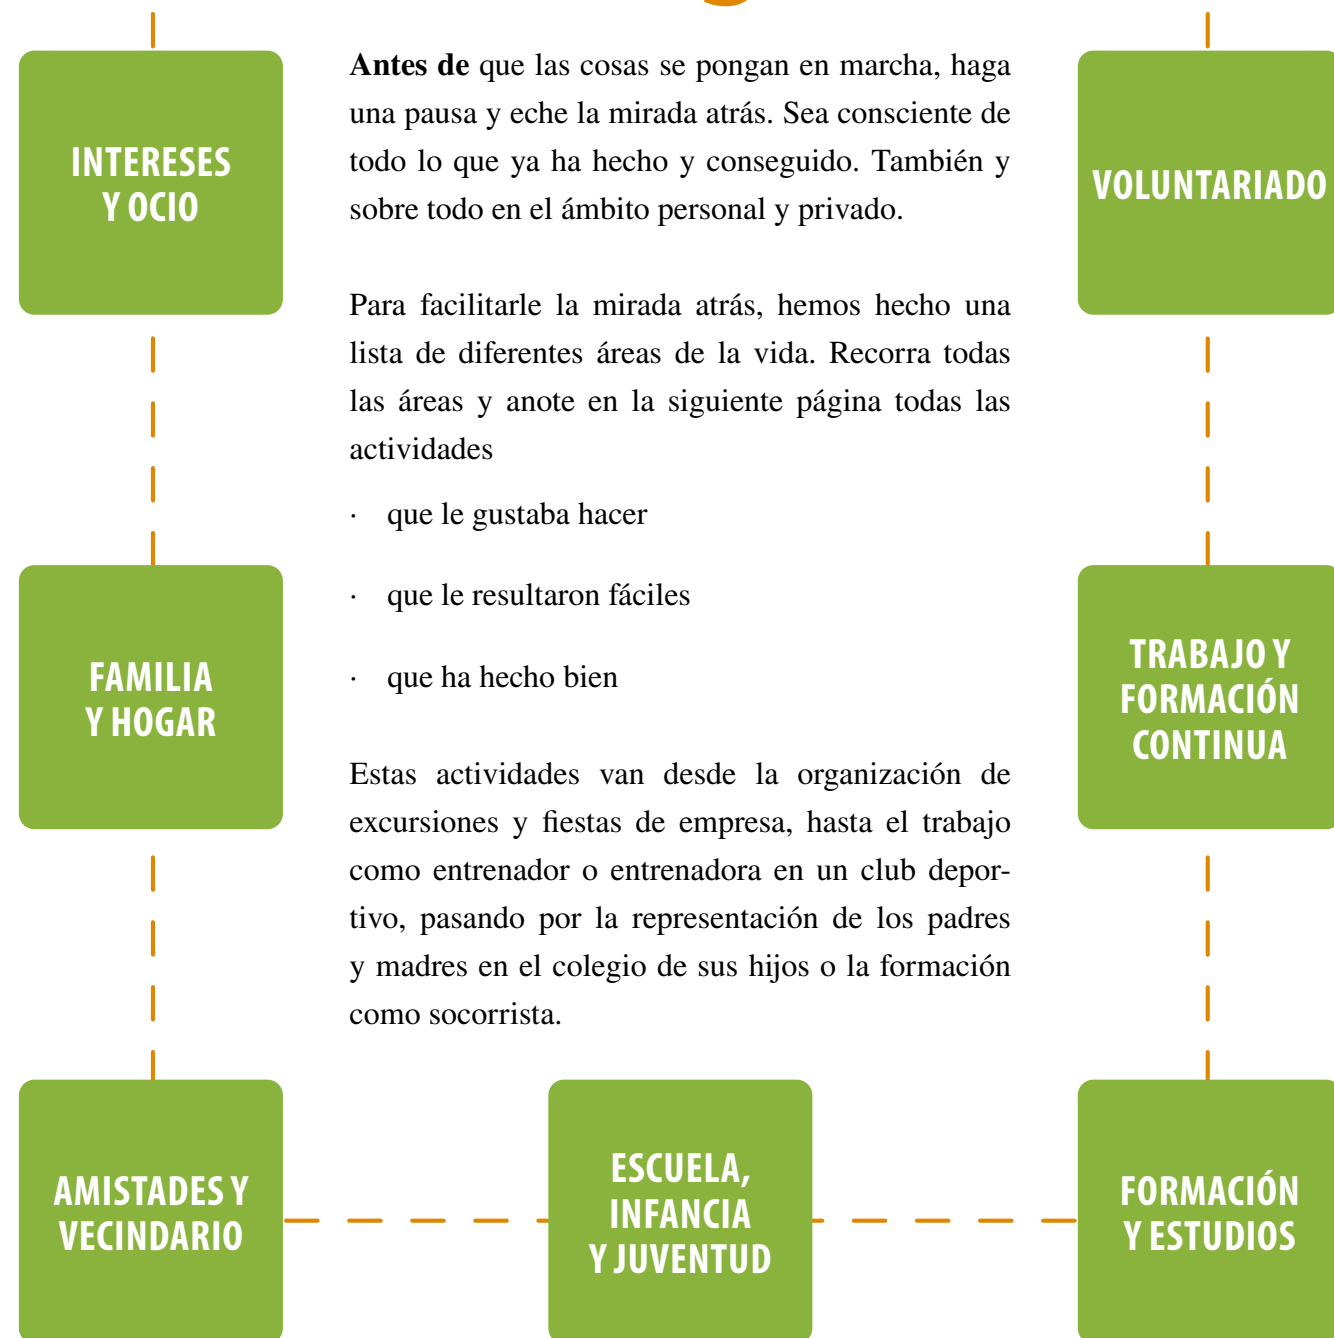 INTERESES
Y OCIO
Antes de que las cosas se pongan en marcha, haga
una pausa y eche la mirada atrás. Sea consciente de
todo lo que ya ha hecho y conseguido. También y
sobre todo en el ámbito personal y privado.
VOLUNTARIADO
Para facilitarle la mirada atrás, hemos hecho una
lista de diferentes áreas de la vida. Recorra todas
las áreas y anote en la siguiente página todas las
actividades
· que le gustaba hacer
· que le resultaron fáciles
· que ha hecho bien
FAMILIA
Y HOGAR
TRABAJO Y
FORMACIÓN
CONTINUA
Estas actividades van desde la organización de
excursiones y fiestas de empresa, hasta el trabajo
como entrenador o entrenadora en un club depor-
tivo, pasando por la representación de los padres
y madres en el colegio de sus hijos o la formación
como socorrista.
AMISTADES Y
VECINDARIO
ESCUELA,
INFANCIA
Y JUVENTUD
FORMACIÓN
Y ESTUDIOS